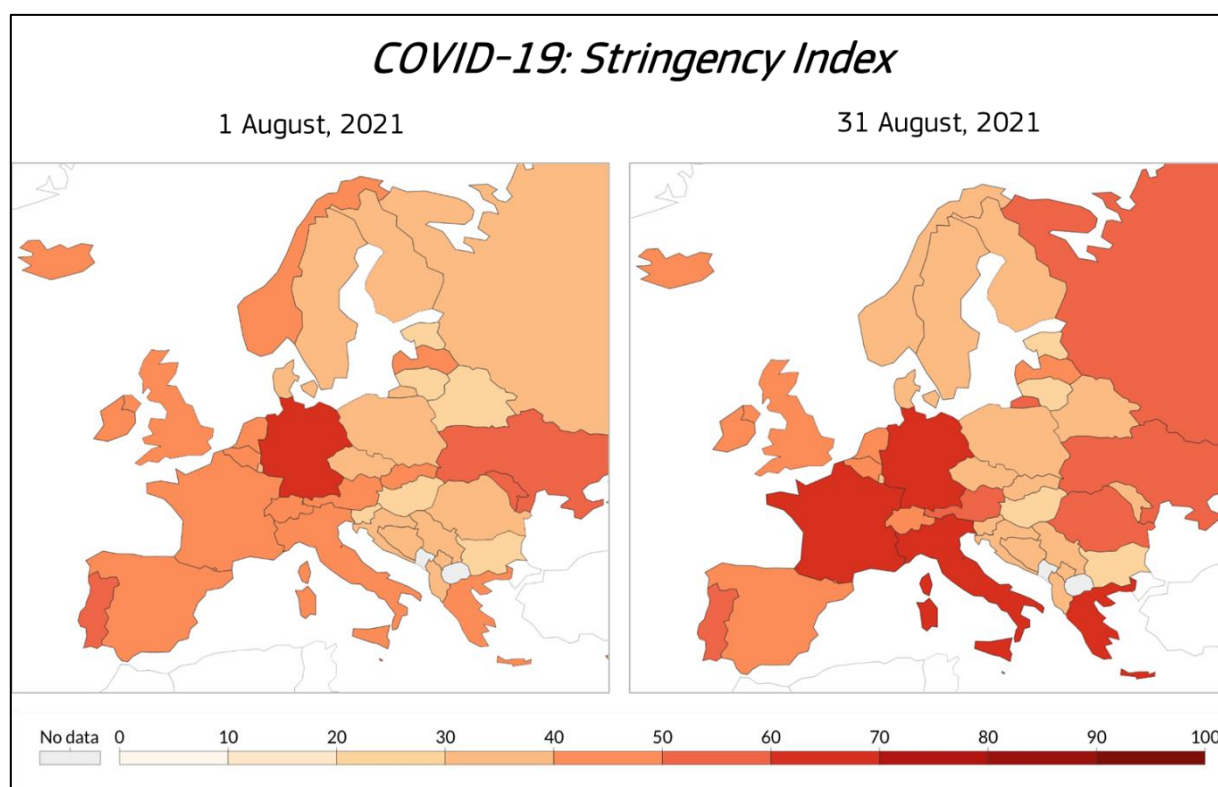 COVID-19: Stringency Index
1 August, 2021
31 August, 2021
No data 0 10 20 30 40 50 60 70 80 90 100